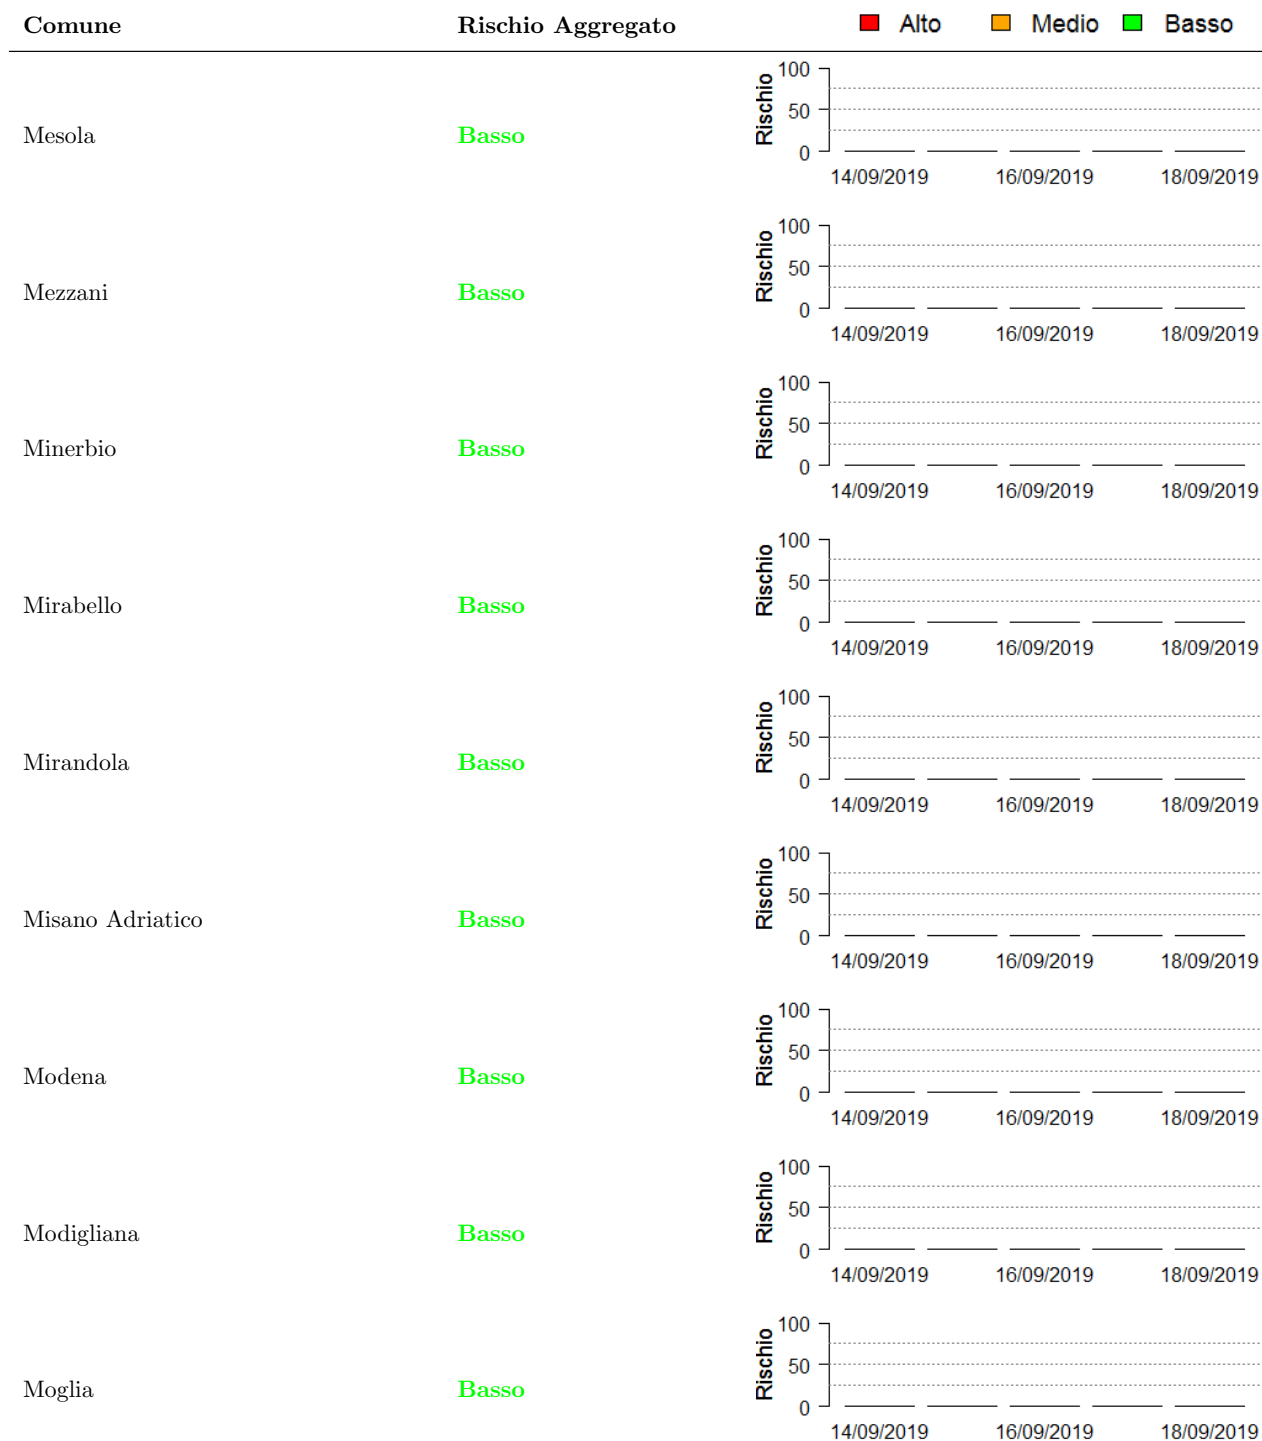 Comune Rischio Aggregato Alto Medio Basso
Mesola Basso Rischio 100 50 0
14/09/2019 16/09/2019 18/09/2019
Mezzani Basso Rischio 100 50 0
14/09/2019 16/09/2019 18/09/2019
Minerbio Basso Rischio 100 50 0
14/09/2019 16/09/2019 18/09/2019
Mirabello Basso Rischio 100 50 0
14/09/2019 16/09/2019 18/09/2019
Mirandola Basso Rischio 100 50 0
14/09/2019 16/09/2019 18/09/2019
Misano Adriatico Basso Rischio 100 50 0
14/09/2019 16/09/2019 18/09/2019
Modena Basso Rischio 100 50 0
14/09/2019 16/09/2019 18/09/2019
Modigliana Basso Rischio 100 50 0
14/09/2019 16/09/2019 18/09/2019
Moglia Basso Rischio 100 50 0
14/09/2019 16/09/2019 18/09/2019